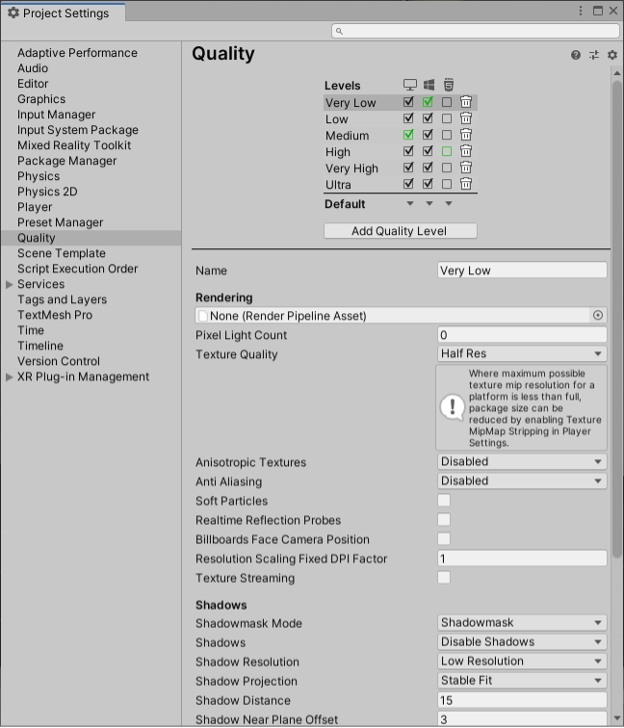 Project Settings
Adaptive Performance
Audio
Editor
Graphics
Input Manager
Input System Package
Mixed Reality Toolkit
Package Manager
Physics
Physics 2D
Player
Preset Manager
Quality
Scene Template
Script Execution Order
Services
Tags and Layers
TextMesh Pro
Time
Timeline
Version Control
XR Plug-in Management
Quality
Levels
Very Low
Low
Medium
High
Very High
Ultra
Default
Add Quality Level
Name Very Low
Rendering
None (Render Pipeline Asset)
Pixel Light Count 0
Texture Quality Half Res
Where maximum possible
texture mip resolution for a
platform is less than full,
package size can be
reduced by enabling Texture
MipMap Stripping in Player
Settings.
Anisotropic Textures Disabled
Anti Aliasing Disabled
Soft Particles
Realtime Reflection Probes
Billboards Face Camera Position
Resolution Scaling Fixed DPI Factor 1
Texture Streaming
Shadows
Shadowmask Mode Shadowmask
Shadows Disable Shadows
Shadow Resolution Low Resolution
Shadow Projection Stable Fit
Shadow Distance 15
Shadow Near Plane Offset 3